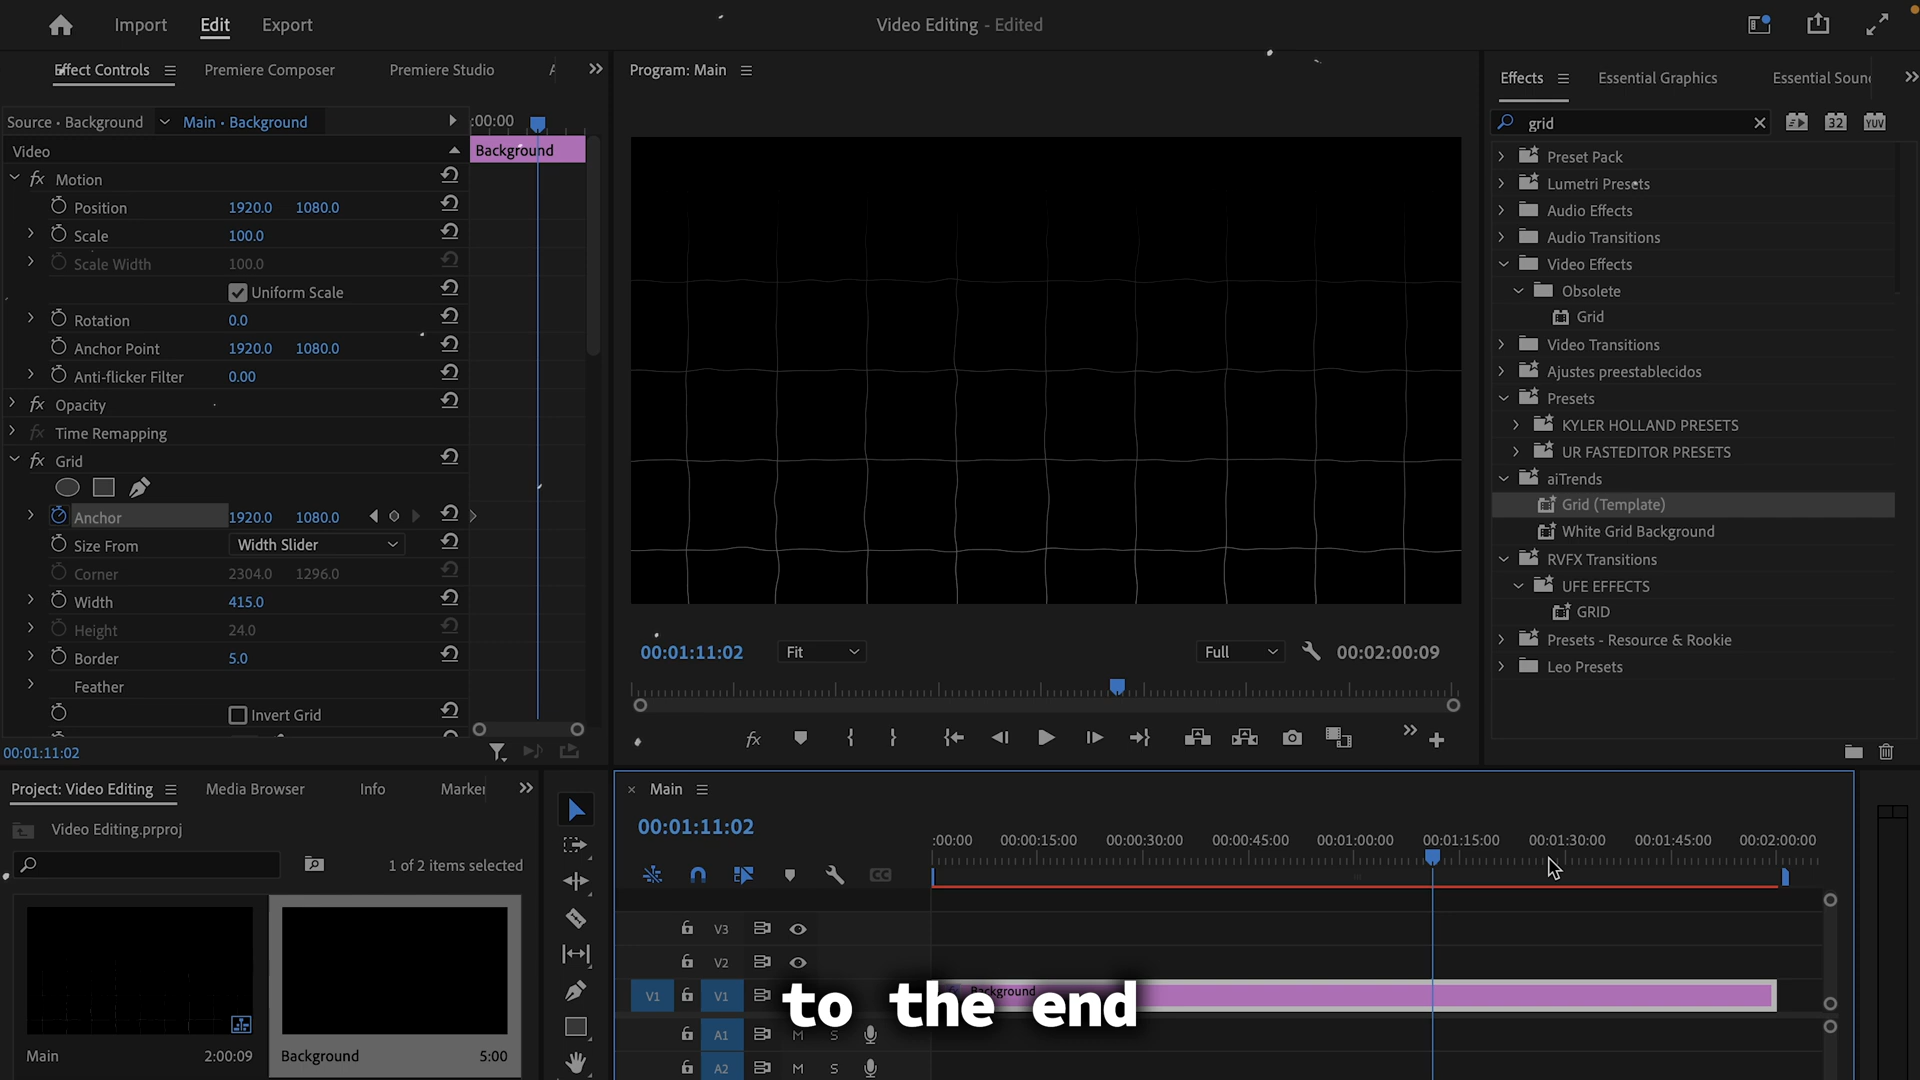 Import Edit Export Video Editing - Edited
Effect Controls Premiere Composer Premiere Studio
Program: Main
Effects Essential Graphics Essential Soun
Source • Background Main • Background :00:00
grid 32 YUV
Video Background
fx Motion
Position 1920.0 1080.0
Scale 100.0
Scale Width 100.0
Uniform Scale
Rotation 0.0
Anchor Point 1920.0 1080.0
Anti-flicker Filter 0.00
fx Opacity
fx Time Remapping
fx Grid
Anchor 1920.0 1080.0
Size From Width Slider
Corner 2304.0 1296.0
Width 415.0
Height 24.0
Border 5.0
Feather
Invert Grid
00:01:11:02
00:01:11:02 Fit Full 00:02:00:09
fx
Preset Pack
Lumetri Presets
Audio Effects
Audio Transitions
Video Effects
Obsolete
Grid
Video Transitions
Ajustes preestablecidos
Presets
KYLER HOLLAND PRESETS
UR FASTEDITOR PRESETS
aiTrends
Grid (Template)
White Grid Background
RVFX Transitions
UFE EFFECTS
GRID
Presets - Resource & Rookie
Leo Presets
Project: Video Editing Media Browser Info Marker
Video Editing.prproj
1 of 2 items selected
Main 2:00:09
Background 5:00
Main
00:01:11:02
:00:00 00:00:15:00 00:00:30:00 00:00:45:00 00:01:00:00 00:01:15:00 00:01:30:00 00:01:45:00 00:02:00:00
CC
V3
V2
V1 V1 Background
A1 M S
A2 M S
to the end